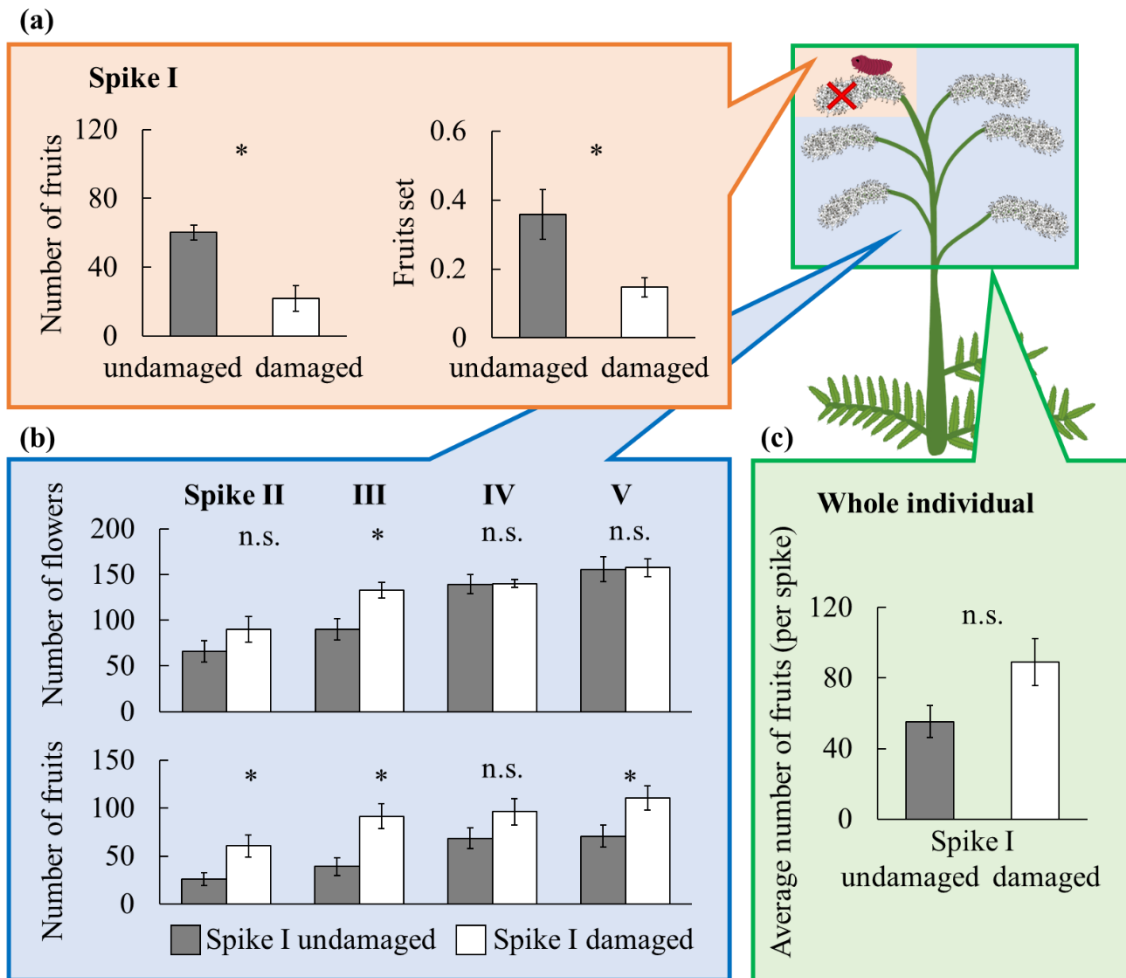 (a)
Spike I
Number of fruits
120
80
40
0
*
undamaged damaged
Fruits set
0.6
0.4
0.2
0
*
undamaged damaged
(b)
Spike II III IV V
Number of flowers
200
150
100
50
0
n.s. * n.s. n.s.
Number of fruits
150
100
50
0
* * n.s. *
Spike I undamaged Spike I damaged
(c)
Whole individual
Average number of fruits (per spike)
120
80
40
0
n.s.
Spike I
undamaged damaged